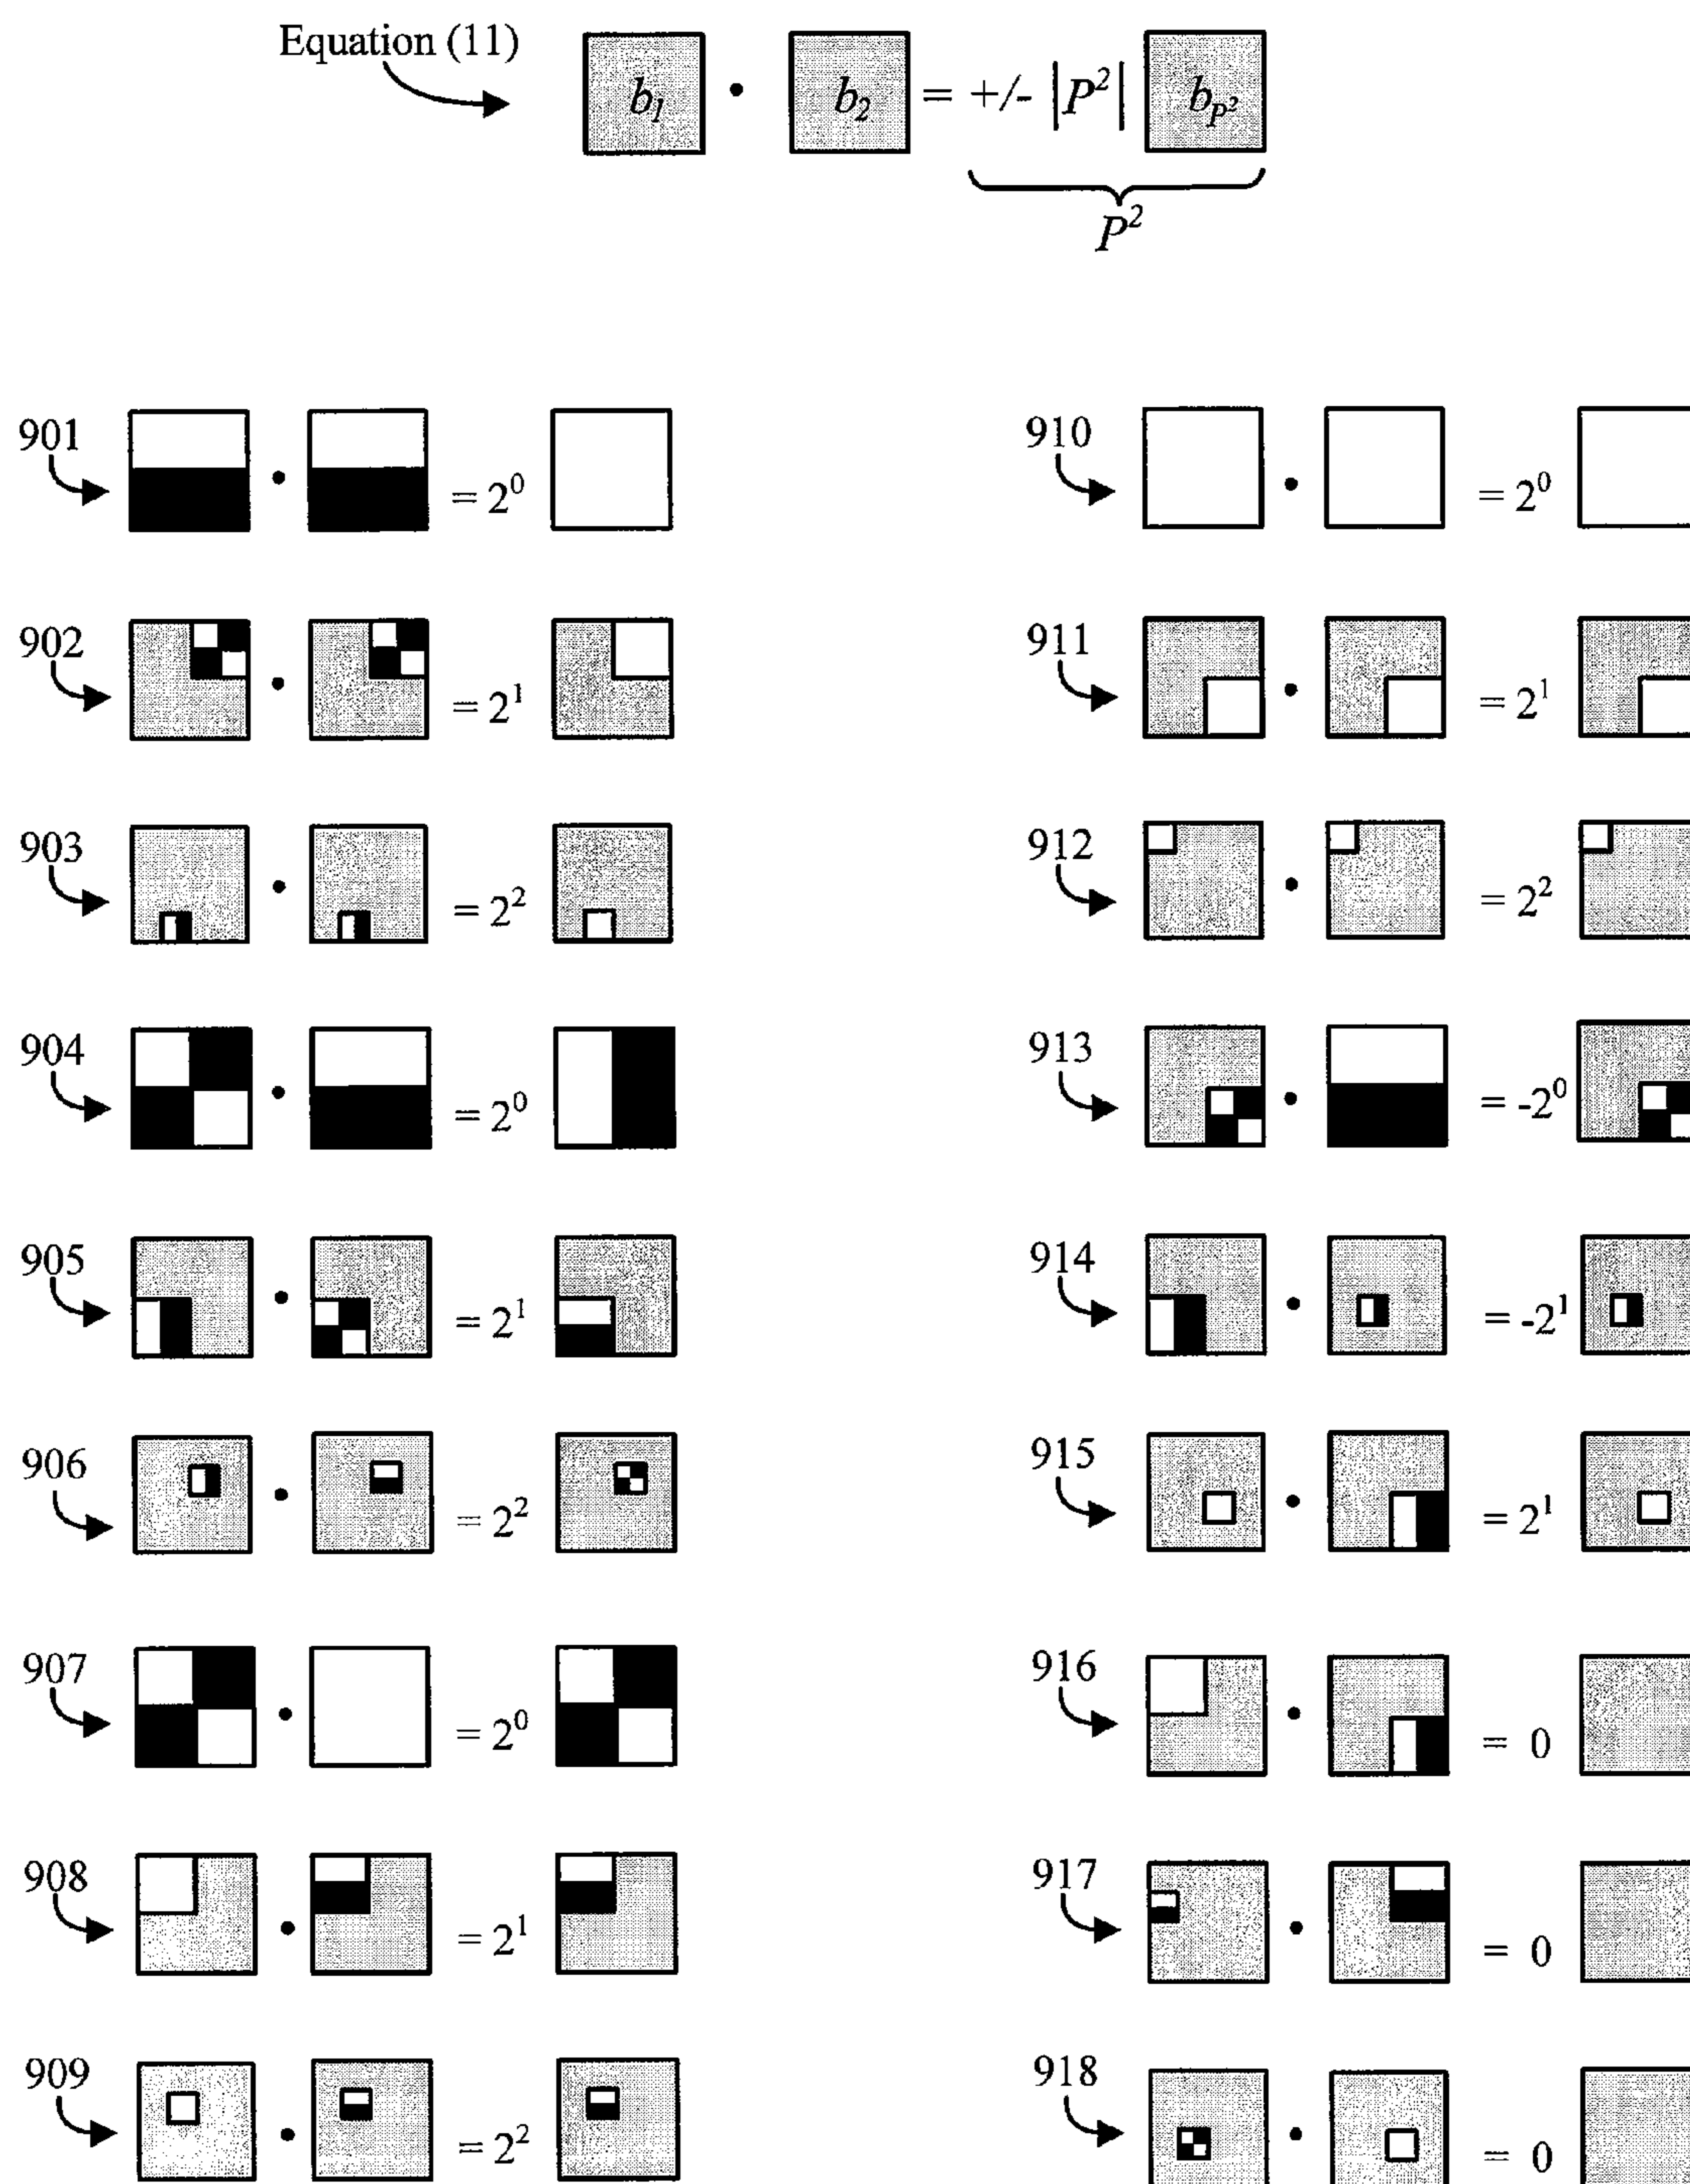 Equation (11)
b₁ • b₂ = +/- |P²| b_P²
P²
901 • = 2⁰
910 • = 2⁰
902 • = 2¹
911 • = 2¹
903 • = 2²
912 • = 2²
904 • = 2⁰
913 • = -2⁰
905 • = 2¹
914 • = -2¹
906 • = 2²
915 • = 2¹
907 • = 2⁰
916 • = 0
908 • = 2¹
917 • = 0
909 • = 2²
918 • = 0